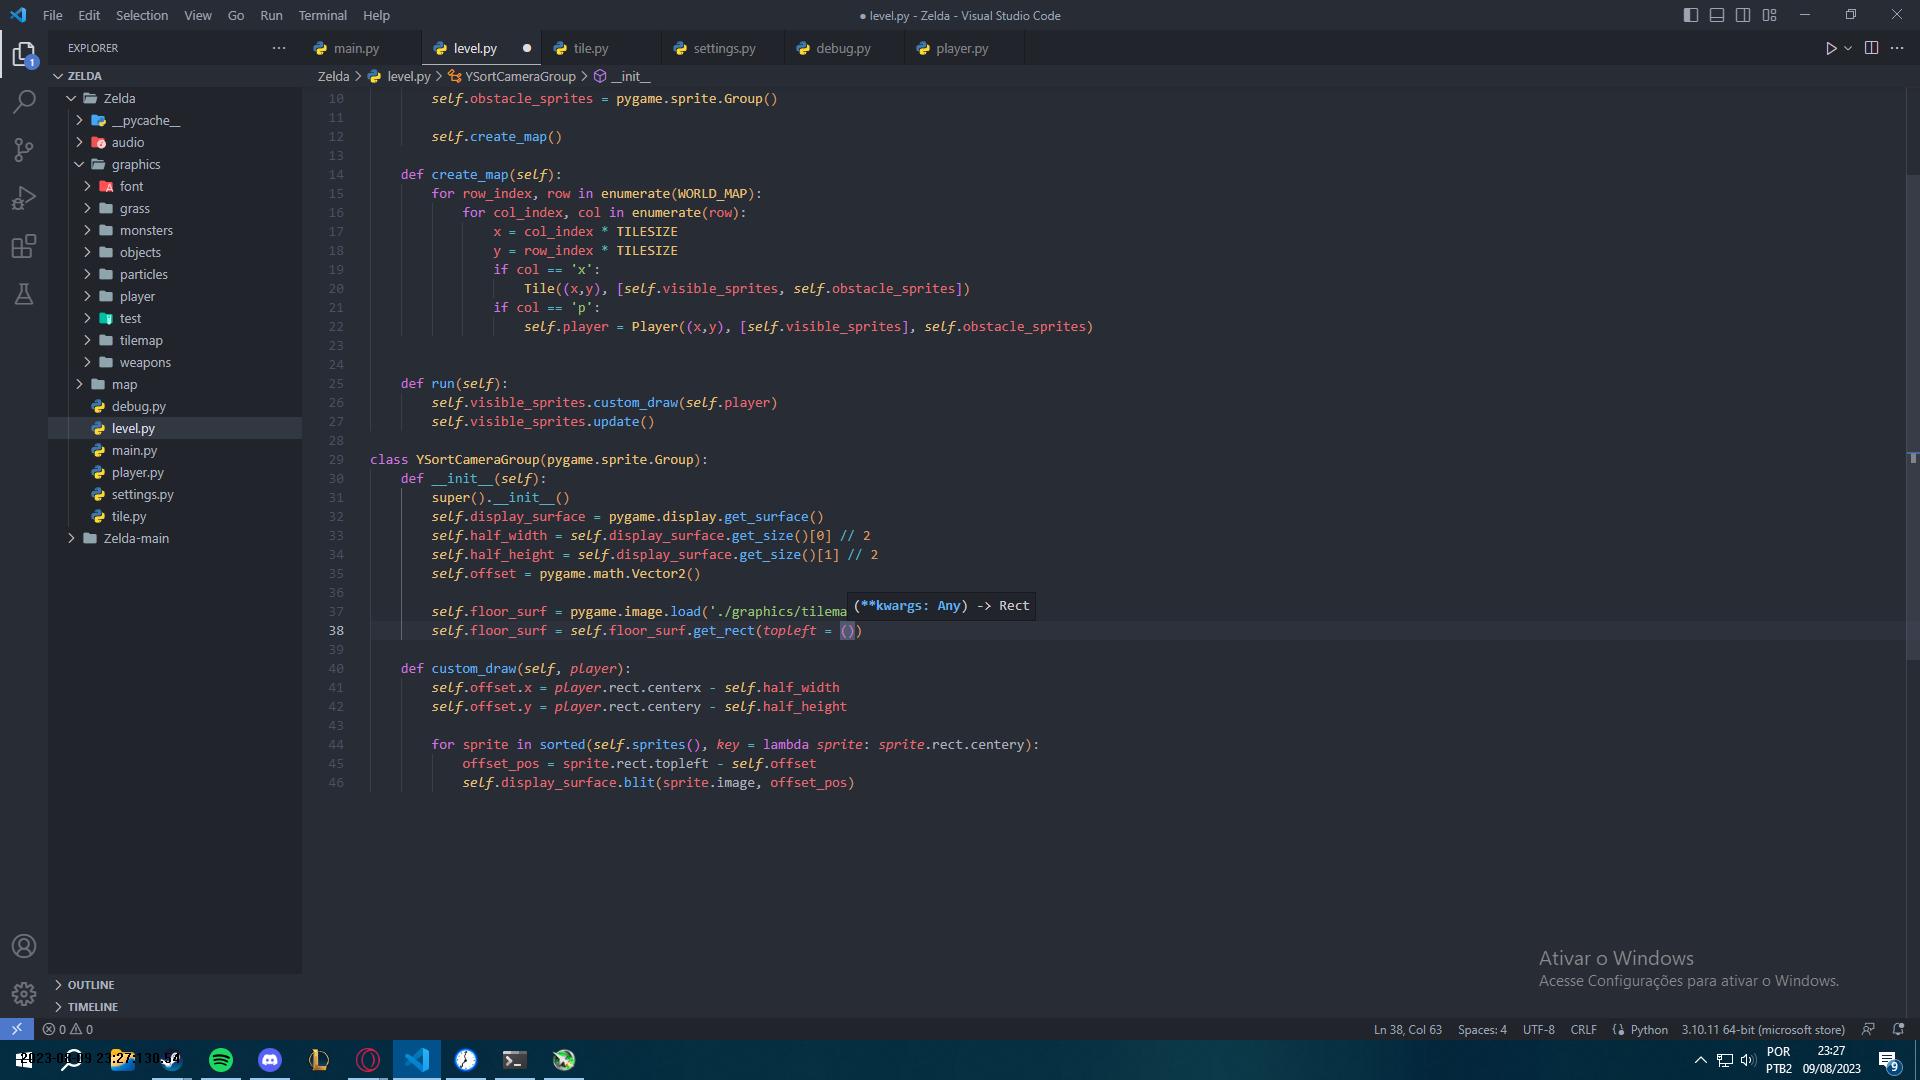 File Edit Selection View Go Run Terminal Help
● level.py - Zelda - Visual Studio Code
EXPLORER
main.py
level.py
tile.py
settings.py
debug.py
player.py
ZELDA
Zelda > level.py > YSortCameraGroup > __init__
Zelda
__pycache__
audio
graphics
font
grass
monsters
objects
particles
player
test
tilemap
weapons
map
debug.py
level.py
main.py
player.py
settings.py
tile.py
Zelda-main
OUTLINE
TIMELINE
10 self.obstacle_sprites = pygame.sprite.Group()
11
12 self.create_map()
13
14 def create_map(self):
15 for row_index, row in enumerate(WORLD_MAP):
16 for col_index, col in enumerate(row):
17 x = col_index * TILESIZE
18 y = row_index * TILESIZE
19 if col == 'x':
20 Tile((x,y), [self.visible_sprites, self.obstacle_sprites])
21 if col == 'p':
22 self.player = Player((x,y), [self.visible_sprites], self.obstacle_sprites)
23
24
25 def run(self):
26 self.visible_sprites.custom_draw(self.player)
27 self.visible_sprites.update()
28
29 class YSortCameraGroup(pygame.sprite.Group):
30 def __init__(self):
31 super().__init__()
32 self.display_surface = pygame.display.get_surface()
33 self.half_width = self.display_surface.get_size()[0] // 2
34 self.half_height = self.display_surface.get_size()[1] // 2
35 self.offset = pygame.math.Vector2()
36
37 self.floor_surf = pygame.image.load('./graphics/tilema
(**kwargs: Any) -> Rect
38 self.floor_surf = self.floor_surf.get_rect(topleft = ())
39
40 def custom_draw(self, player):
41 self.offset.x = player.rect.centerx - self.half_width
42 self.offset.y = player.rect.centery - self.half_height
43
44 for sprite in sorted(self.sprites(), key = lambda sprite: sprite.rect.centery):
45 offset_pos = sprite.rect.topleft - self.offset
46 self.display_surface.blit(sprite.image, offset_pos)
Ativar o Windows
Acesse Configurações para ativar o Windows.
1
0 0
Ln 38, Col 63 Spaces: 4 UTF-8 CRLF Python 3.10.11 64-bit (microsoft store)
POR
PTB2
23:27
09/08/2023
9